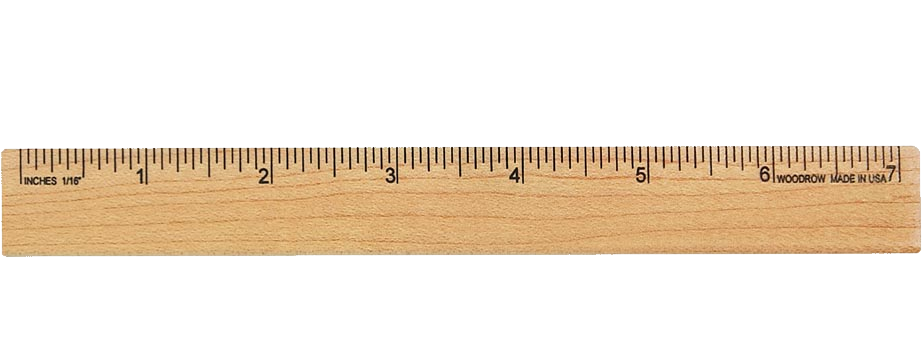 1 2 3 4 5 6 7
INCHES 1/16" WOODROW MADE IN USA